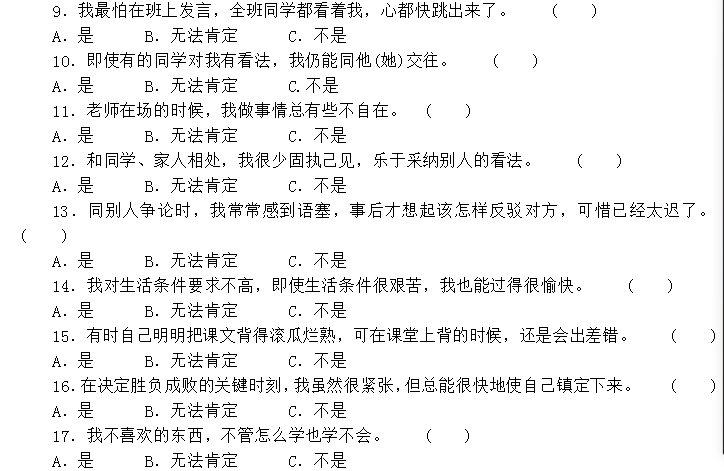 9．我最怕在班上发言，全班同学都看着我，心都快跳出来了。 （ ）
A．是 B．无法肯定 C．不是
10．即使有的同学对我有看法，我仍能同他(她)交往。 （ ）
A．是 B．无法肯定 C.不是
11．老师在场的时候，我做事情总有些不自在。 （ ）
A．是 B．无法肯定 C．不是
12．和同学、家人相处，我很少固执己见，乐于采纳别人的看法。 （ ）
A．是 B．无法肯定 C．不是
13．同别人争论时，我常常感到语塞，事后才想起该怎样反驳对方，可惜已经太迟了。
（ ）
A．是 B．无法肯定 C．不是
14．我对生活条件要求不高，即使生活条件很艰苦，我也能过得很愉快。 （ ）
A．是 B．无法肯定 C．不是
15．有时自己明明把课文背得滚瓜烂熟，可在课堂上背的时候，还是会出差错。 （ ）
A．是 B．无法肯定 C．不是
16.在决定胜负成败的关键时刻,我虽然很紧张,但总能很快地使自己镇定下来。 （ ）
A．是 B．无法肯定 C．不是
17．我不喜欢的东西，不管怎么学也学不会。 （ ）
A．是 B．无法肯定 C．不是